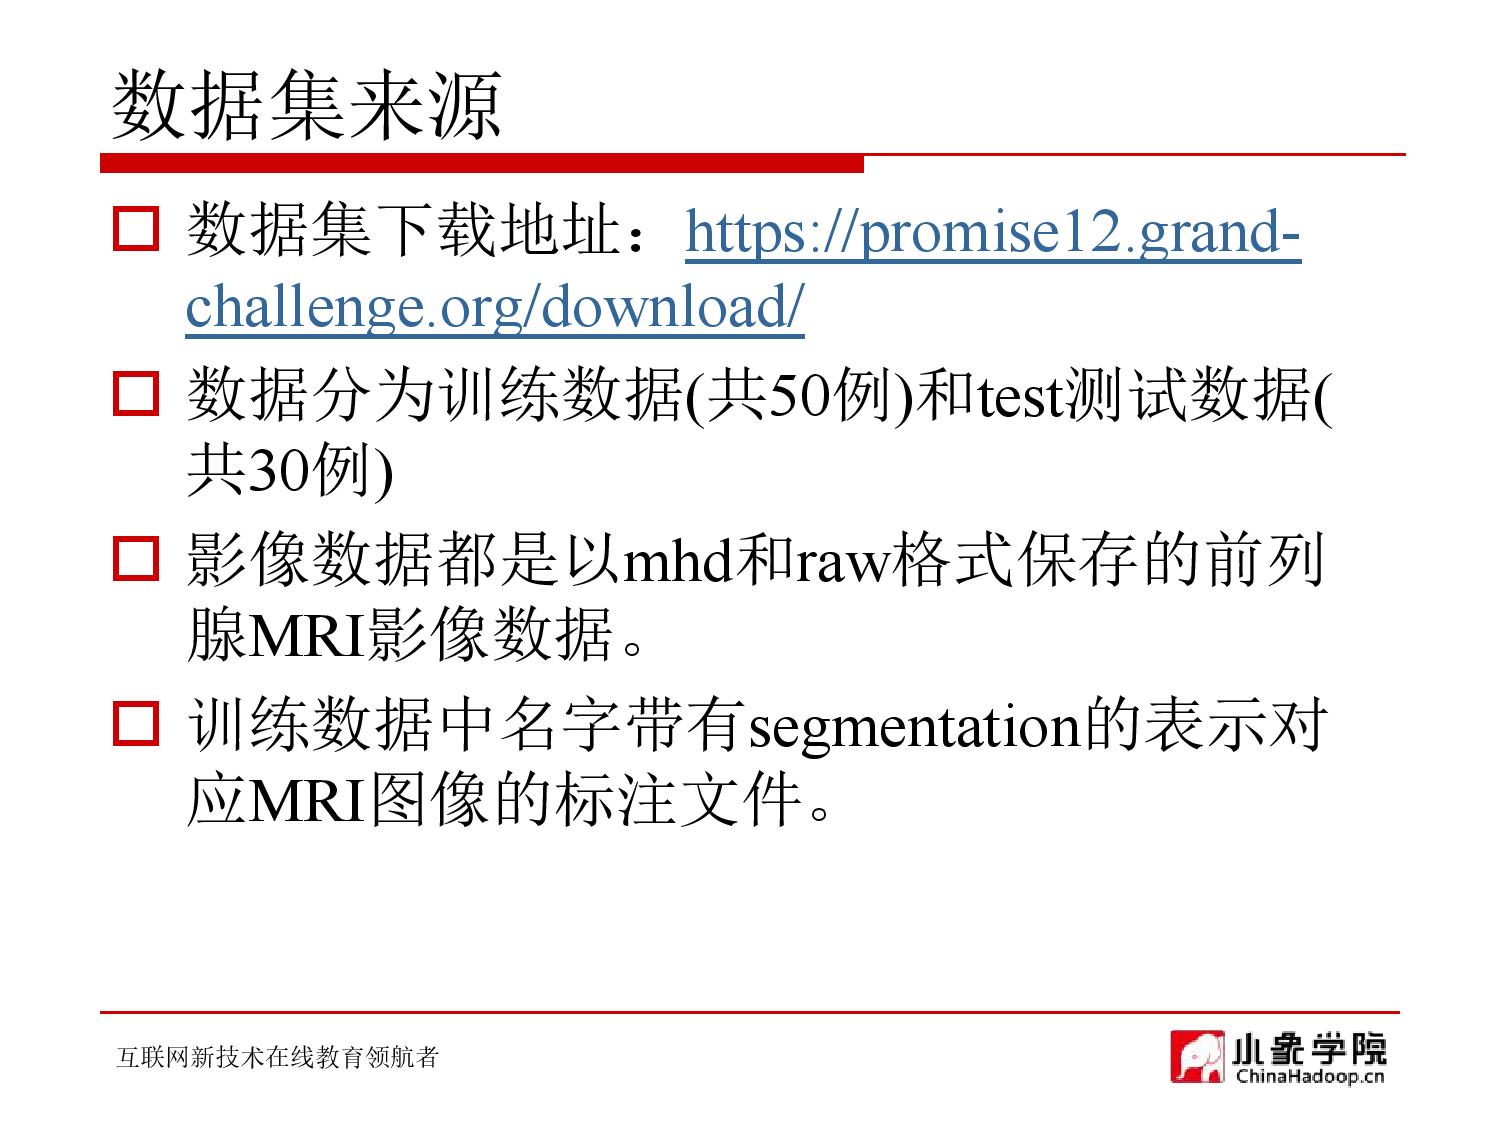 数据集来源
数据集下载地址：https://promise12.grand-
challenge.org/download/
数据分为训练数据(共50例)和test测试数据(
共30例)
影像数据都是以mhd和raw格式保存的前列
腺MRI影像数据。
训练数据中名字带有segmentation的表示对
应MRI图像的标注文件。
互联网新技术在线教育领航者
小象学院
ChinaHadoop.cn